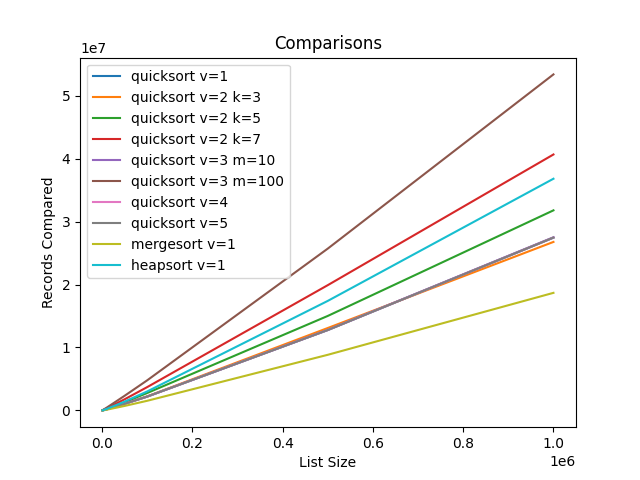 Comparisons
1e7
quicksort v=1
quicksort v=2 k=3
quicksort v=2 k=5
quicksort v=2 k=7
quicksort v=3 m=10
quicksort v=3 m=100
quicksort v=4
quicksort v=5
mergesort v=1
heapsort v=1
5
4
3
2
1
0
Records Compared
0.0 0.2 0.4 0.6 0.8 1.0
List Size
1e6